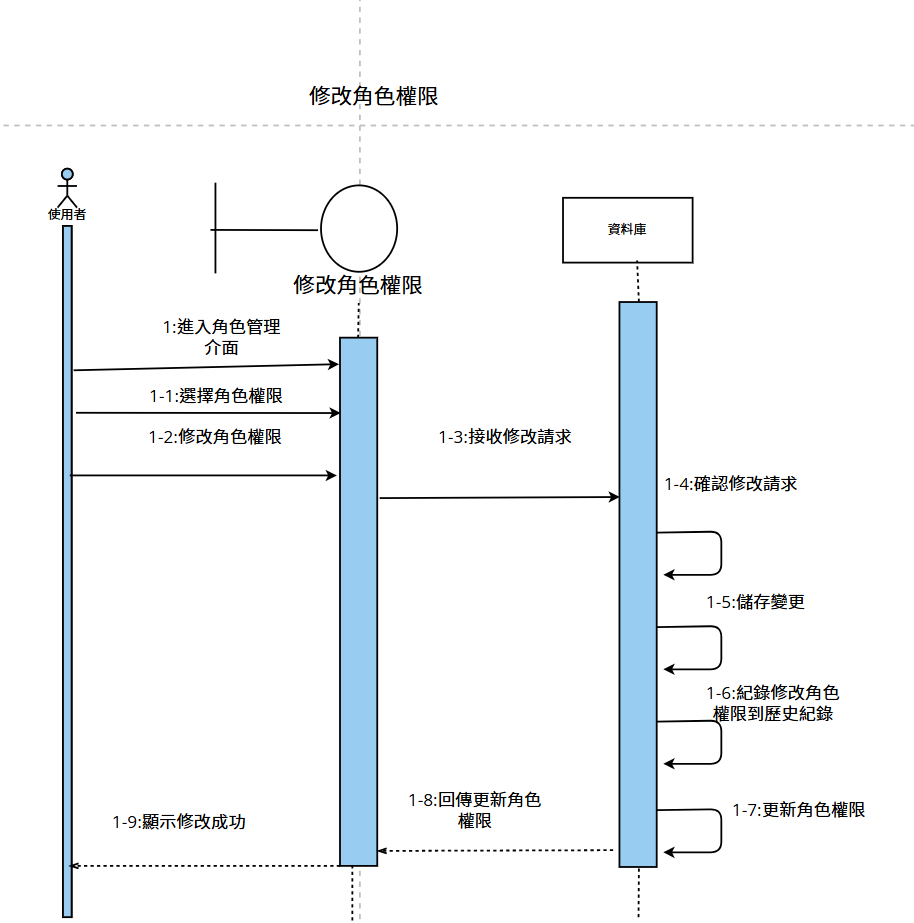 修改角色權限
使用者
資料庫
修改角色權限
1:進入角色管理
介面
1-1:選擇角色權限
1-2:修改角色權限
1-3:接收修改請求
1-4:確認修改請求
1-5:儲存變更
1-6:紀錄修改角色
權限到歷史紀錄
1-7:更新角色權限
1-8:回傳更新角色
權限
1-9:顯示修改成功